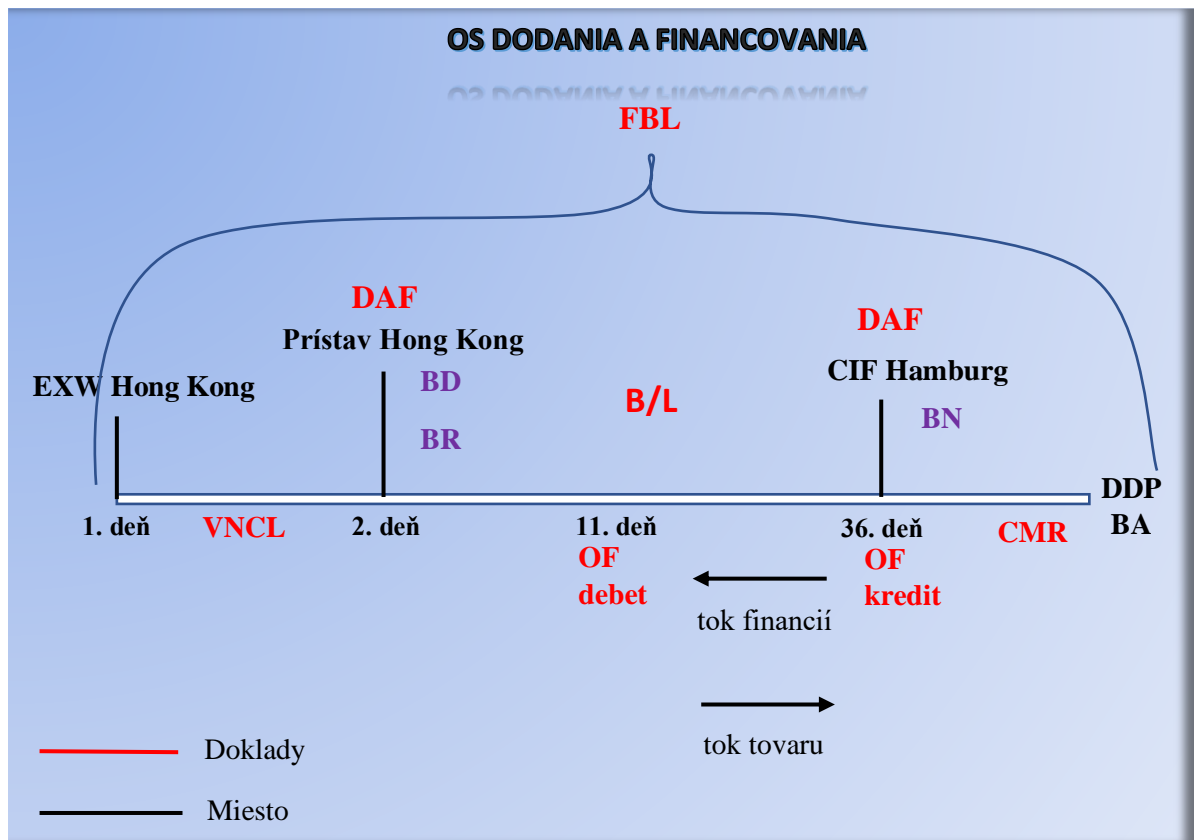 OS DODANIA A FINANCOVANIA
FBL
DAF
Prístav Hong Kong
DAF
CIF Hamburg
EXW Hong Kong
BD
BR
B/L
BN
DDP
BA
1. deň
VNCL
2. deň
11. deň
36. deň
CMR
OF
debet
OF
kredit
tok financií
tok tovaru
Doklady
Miesto